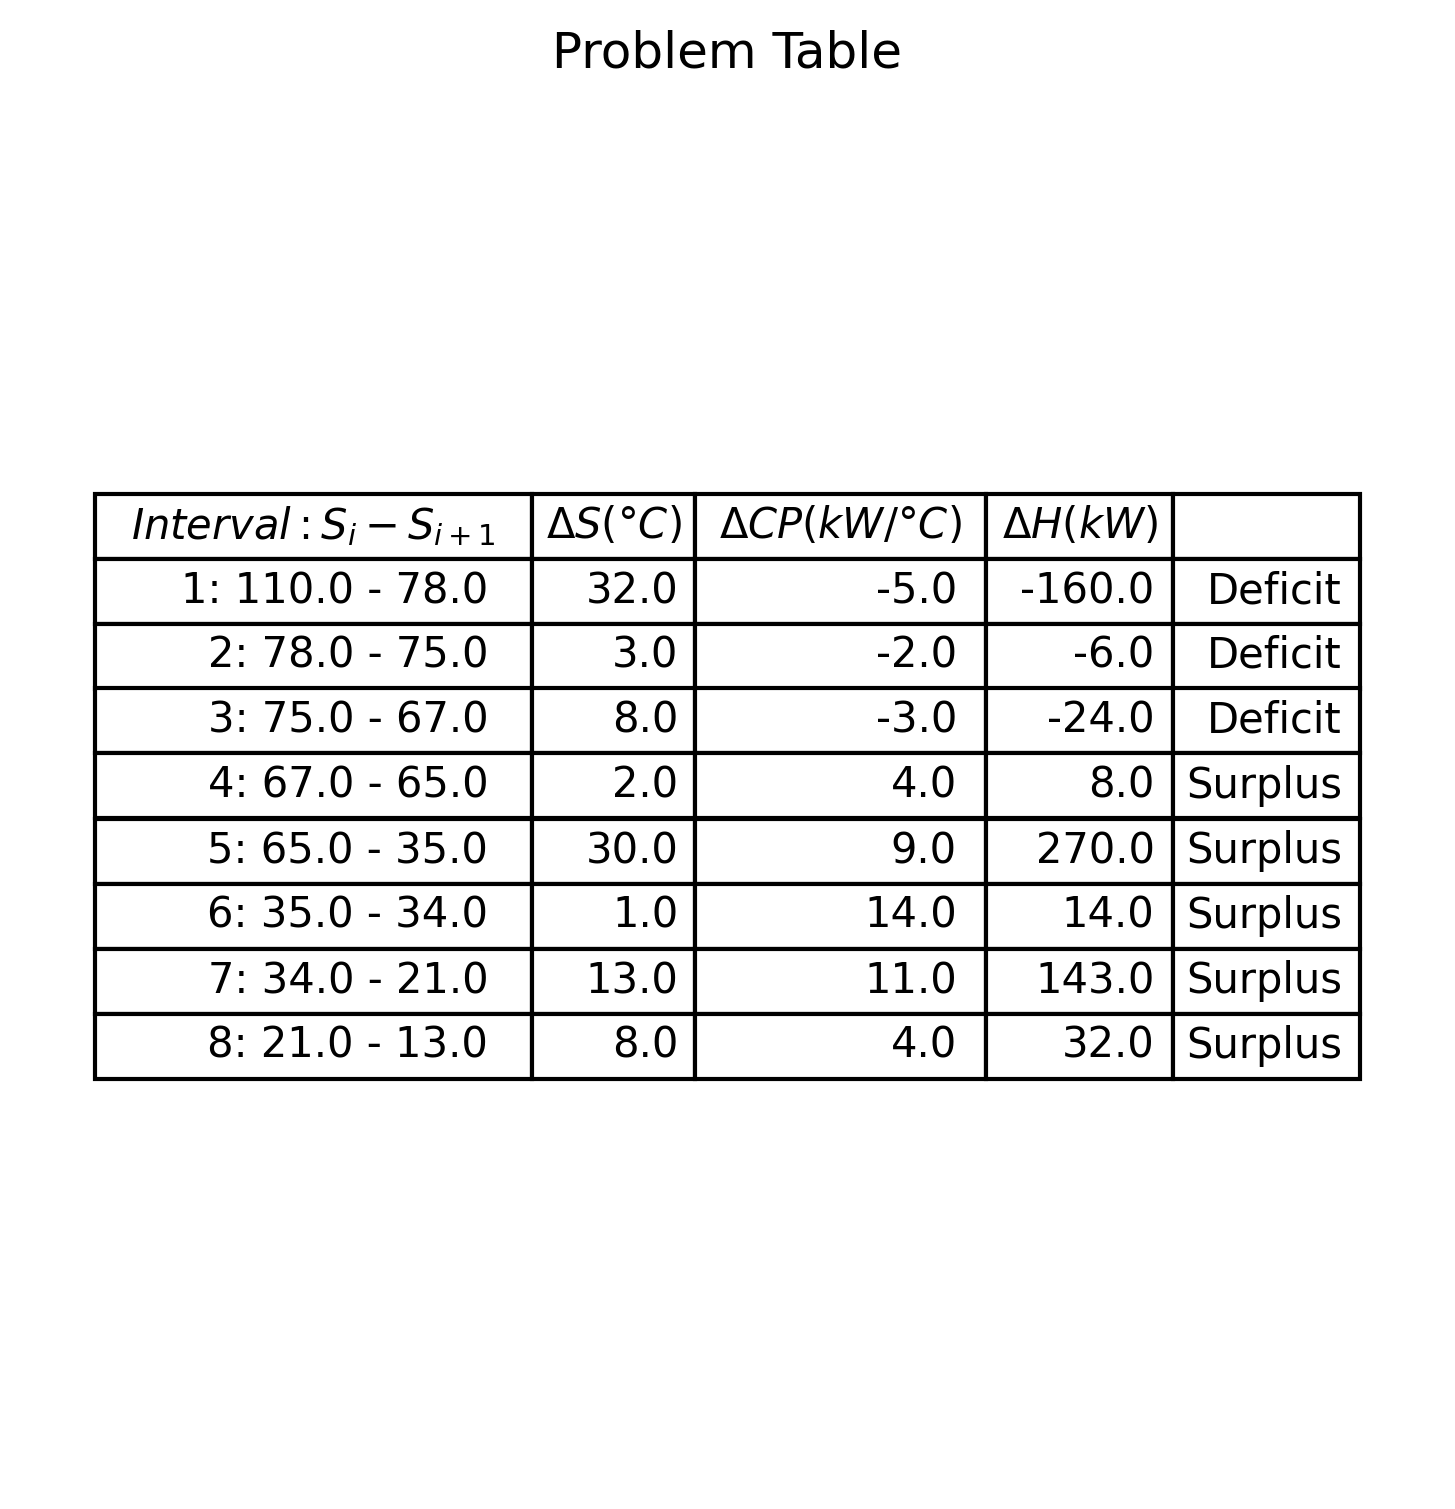 Problem Table
Interval : S_i − S_{i+1} ΔS(°C) ΔCP(kW/°C) ΔH(kW)
1: 110.0 - 78.0 32.0 -5.0 -160.0 Deficit
2: 78.0 - 75.0 3.0 -2.0 -6.0 Deficit
3: 75.0 - 67.0 8.0 -3.0 -24.0 Deficit
4: 67.0 - 65.0 2.0 4.0 8.0 Surplus
5: 65.0 - 35.0 30.0 9.0 270.0 Surplus
6: 35.0 - 34.0 1.0 14.0 14.0 Surplus
7: 34.0 - 21.0 13.0 11.0 143.0 Surplus
8: 21.0 - 13.0 8.0 4.0 32.0 Surplus